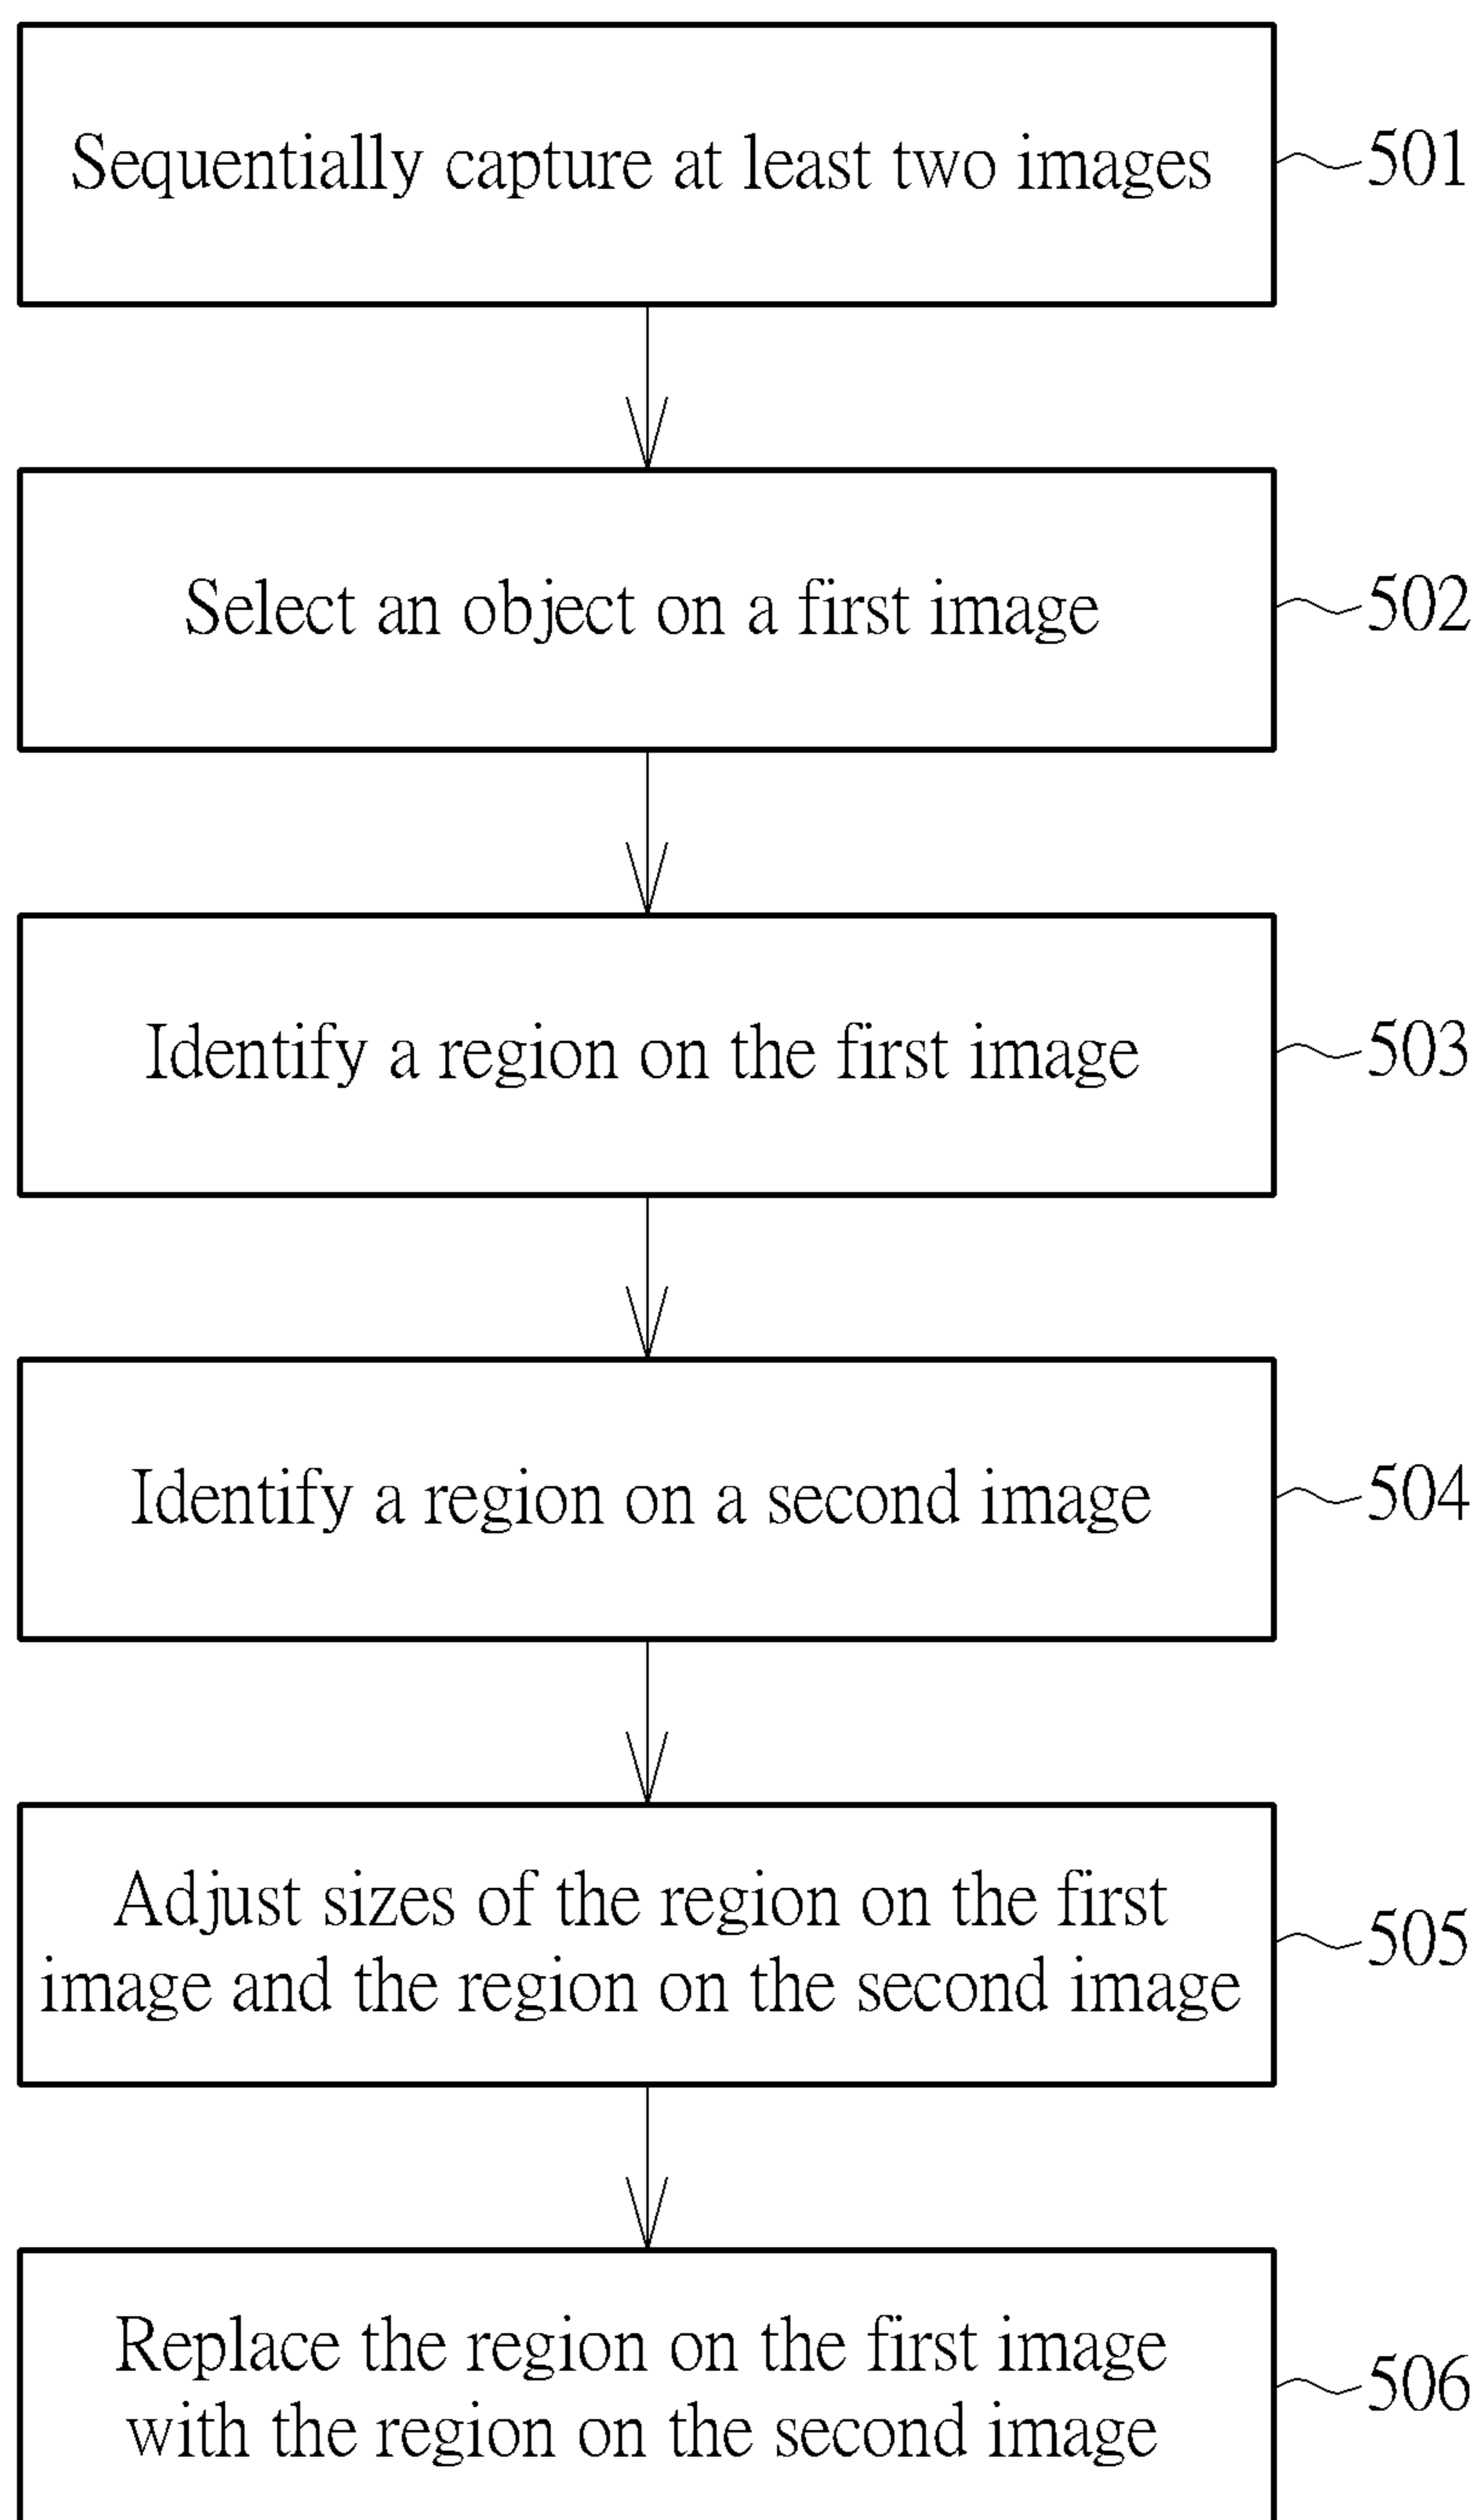 Sequentially capture at least two images
501
Select an object on a first image
502
Identify a region on the first image
503
Identify a region on a second image
504
Adjust sizes of the region on the first
image and the region on the second image
505
Replace the region on the first image
with the region on the second image
506